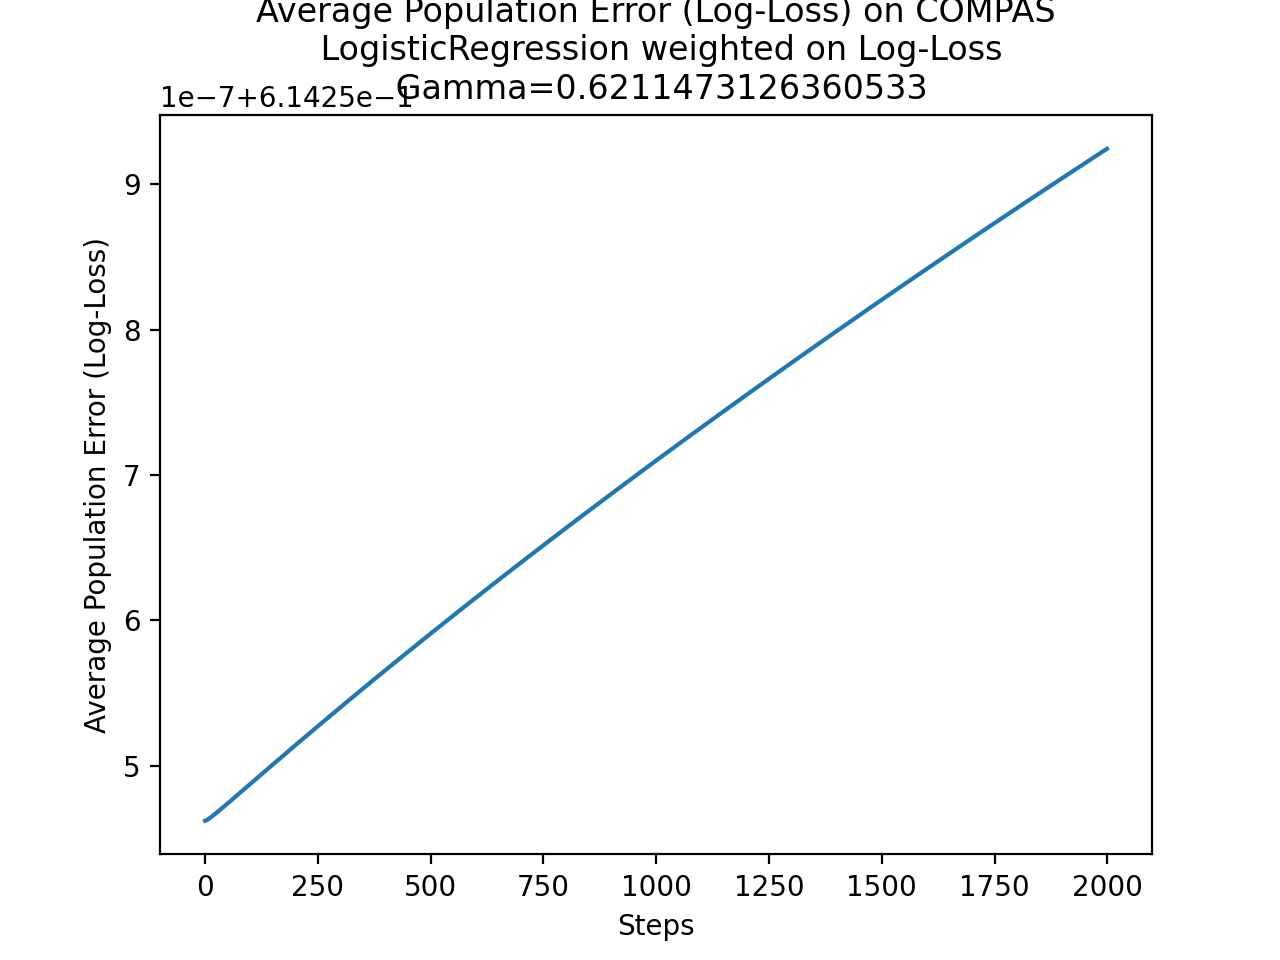 Average Population Error (Log-Loss) on COMPAS
LogisticRegression weighted on Log-Loss
Gamma=0.6211473126360533
1e−7+6.1425e−1
9
8
7
6
5
Average Population Error (Log-Loss)
0 250 500 750 1000 1250 1500 1750 2000
Steps